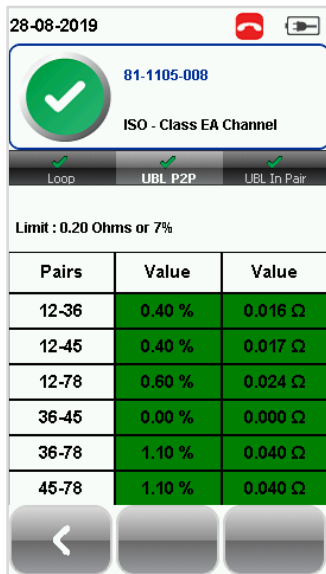 28-08-2019
81-1105-008
ISO - Class EA Channel
Loop UBL P2P UBL In Pair
Limit : 0.20 Ohms or 7%
Pairs Value Value
12-36 0.40 % 0.016 Ω
12-45 0.40 % 0.017 Ω
12-78 0.60 % 0.024 Ω
36-45 0.00 % 0.000 Ω
36-78 1.10 % 0.040 Ω
45-78 1.10 % 0.040 Ω